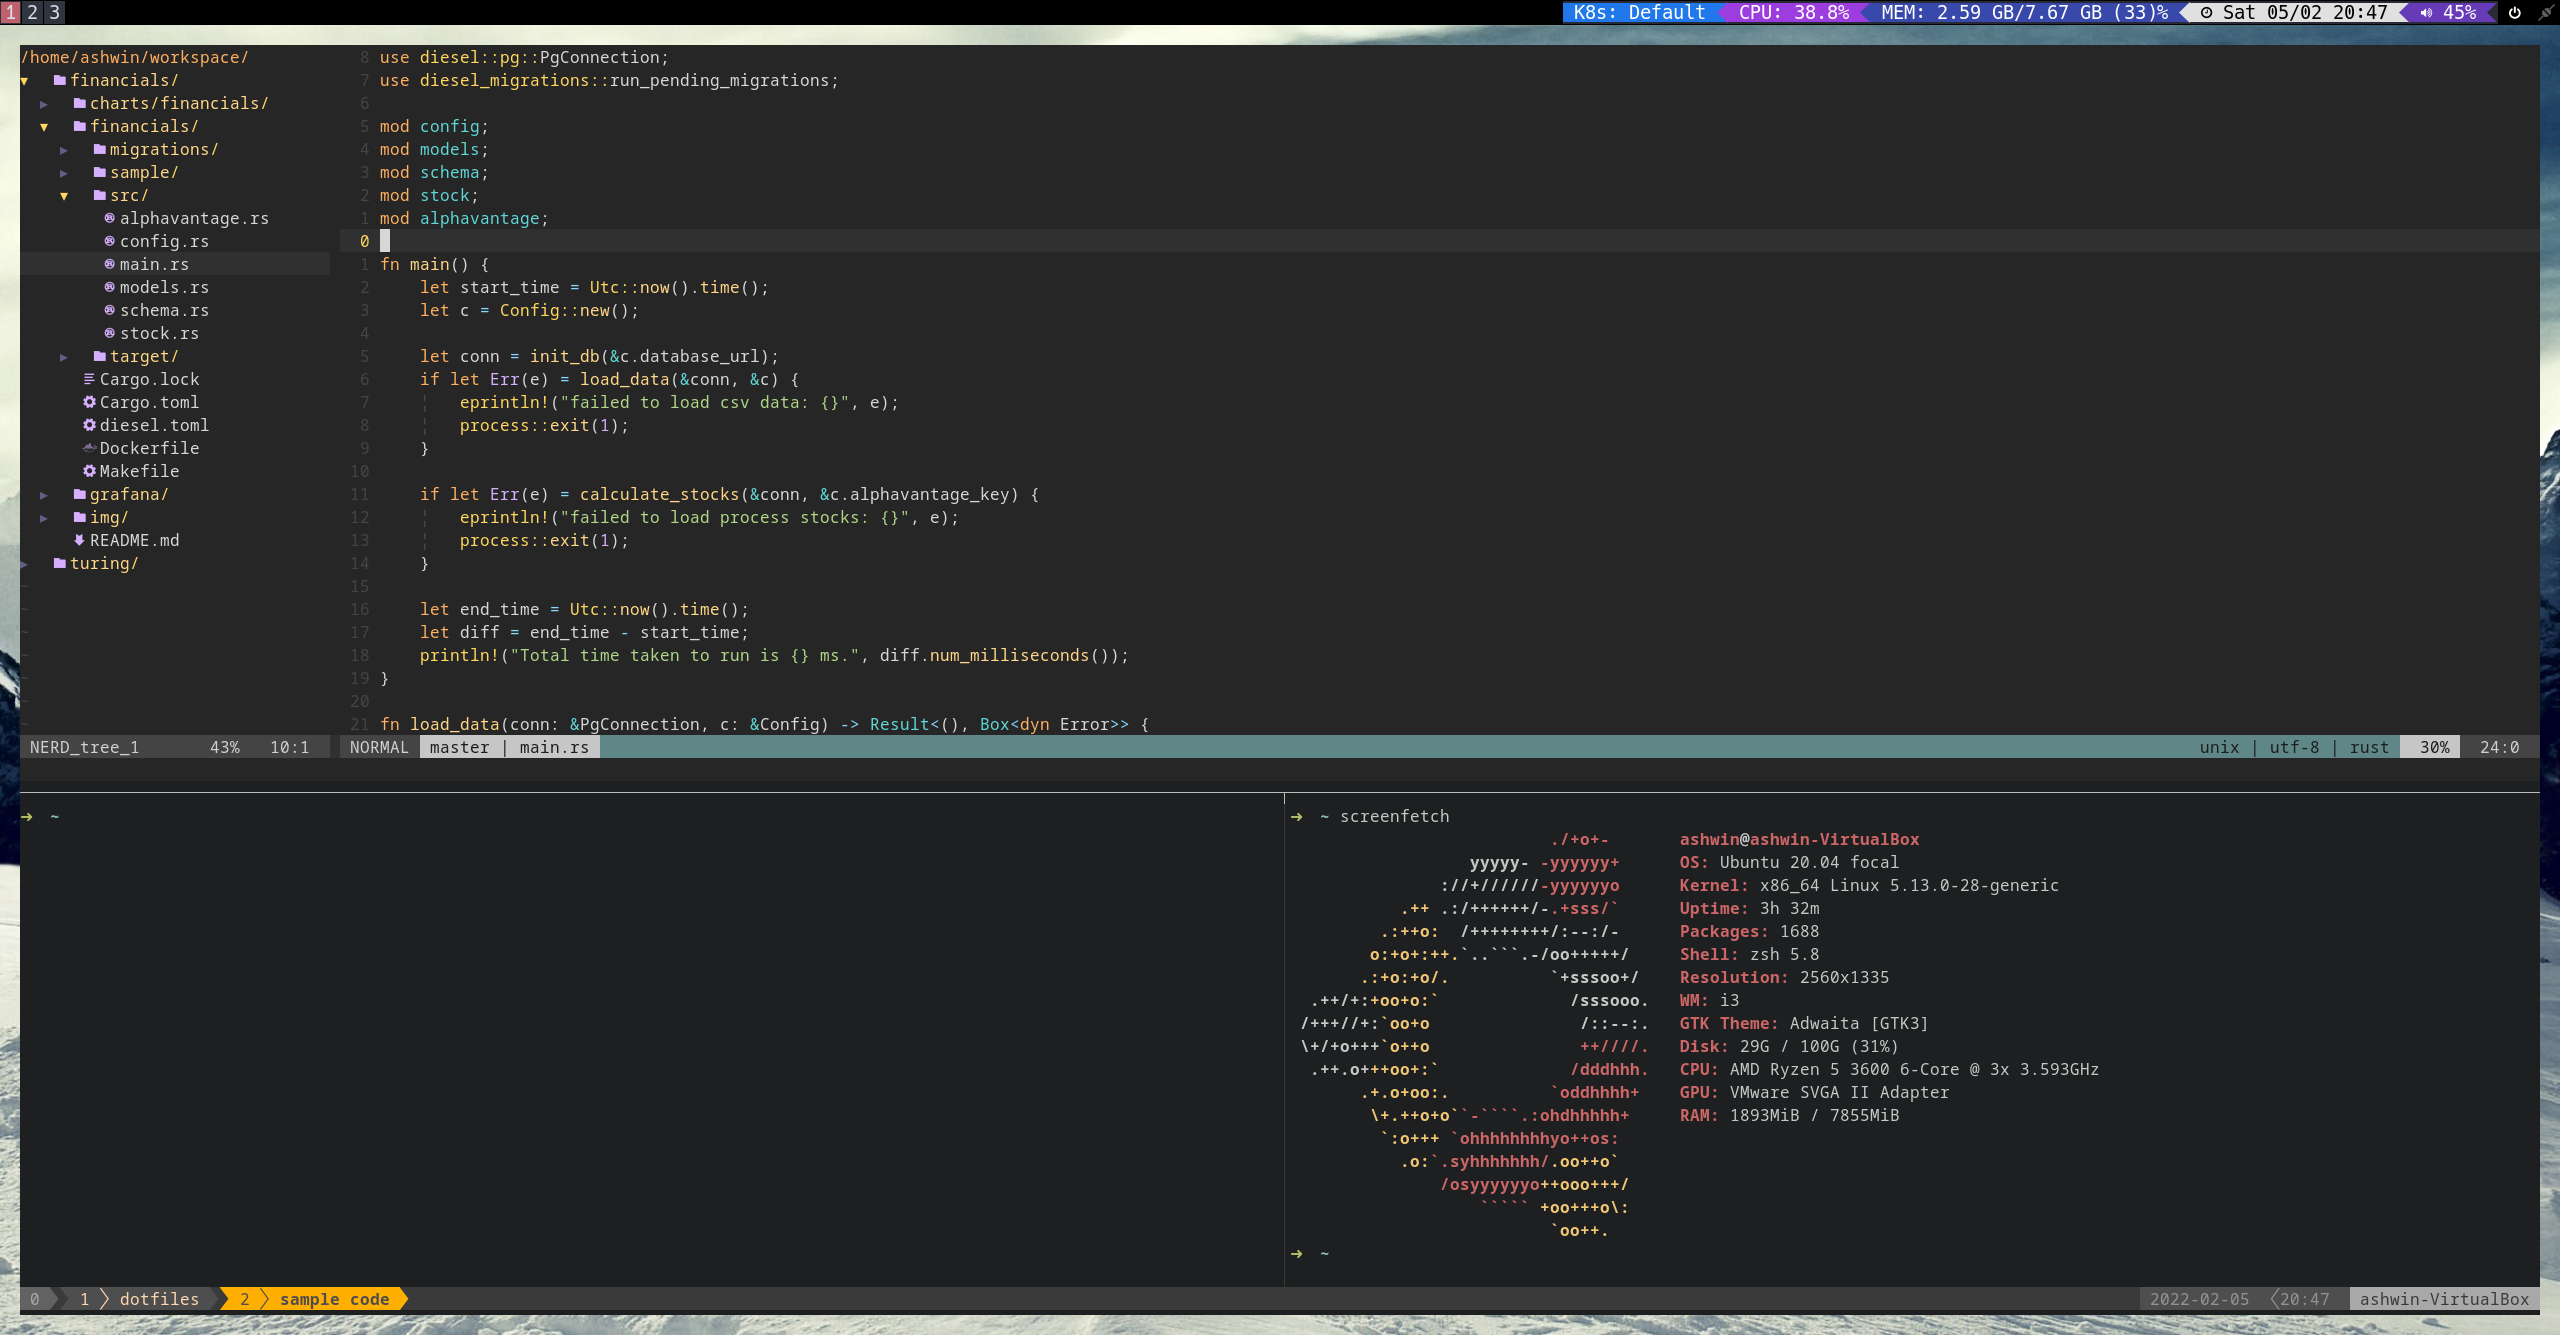 1 2 3
K8s: Default CPU: 38.8% MEM: 2.59 GB/7.67 GB (33)% Sat 05/02 20:47 45%
/home/ashwin/workspace/
financials/
charts/financials/
financials/
migrations/
sample/
src/
alphavantage.rs
config.rs
main.rs
models.rs
schema.rs
stock.rs
target/
Cargo.lock
Cargo.toml
diesel.toml
Dockerfile
Makefile
grafana/
img/
README.md
turing/
~
~
~
~
~
~
~
NERD_tree_1 43% 10:1
8 use diesel::pg::PgConnection;
7 use diesel_migrations::run_pending_migrations;
6
5 mod config;
4 mod models;
3 mod schema;
2 mod stock;
1 mod alphavantage;
0
1 fn main() {
2     let start_time = Utc::now().time();
3     let c = Config::new();
4
5     let conn = init_db(&c.database_url);
6     if let Err(e) = load_data(&conn, &c) {
7     ¦   eprintln!("failed to load csv data: {}", e);
8     ¦   process::exit(1);
9     }
10
11     if let Err(e) = calculate_stocks(&conn, &c.alphavantage_key) {
12     ¦   eprintln!("failed to load process stocks: {}", e);
13     ¦   process::exit(1);
14     }
15
16     let end_time = Utc::now().time();
17     let diff = end_time - start_time;
18     println!("Total time taken to run is {} ms.", diff.num_milliseconds());
19 }
20
21 fn load_data(conn: &PgConnection, c: &Config) -> Result<(), Box<dyn Error>> {
NORMAL master | main.rs unix | utf-8 | rust 30% 24:0
➜ ~
➜ ~ screenfetch
                         ./+o+-
                 yyyyy- -yyyyyy+
              ://+//////-yyyyyyo
          .++ .:/++++++/-.+sss/`
        .:++o:  /++++++++/:--:/-
       o:+o+:++.`..```.-/oo+++++/
      .:+o:+o/.          `+sssoo+/
 .++/+:+oo+o:`             /sssooo.
/+++//+:`oo+o               /::--:.
\+/+o+++`o++o               ++////.
 .++.o+++oo+:`             /dddhhh.
      .+.o+oo:.          `oddhhhh+
       \+.++o+o``-````.:ohdhhhhh+
        `:o+++ `ohhhhhhhhyo++os:
          .o:`.syhhhhhhh/.oo++o`
              /osyyyyyyo++ooo+++/
                  ````` +oo+++o\:
                         `oo++.
ashwin@ashwin-VirtualBox
OS: Ubuntu 20.04 focal
Kernel: x86_64 Linux 5.13.0-28-generic
Uptime: 3h 32m
Packages: 1688
Shell: zsh 5.8
Resolution: 2560x1335
WM: i3
GTK Theme: Adwaita [GTK3]
Disk: 29G / 100G (31%)
CPU: AMD Ryzen 5 3600 6-Core @ 3x 3.593GHz
GPU: VMware SVGA II Adapter
RAM: 1893MiB / 7855MiB
➜ ~
0 1 dotfiles 2 sample code 2022-02-05 20:47 ashwin-VirtualBox